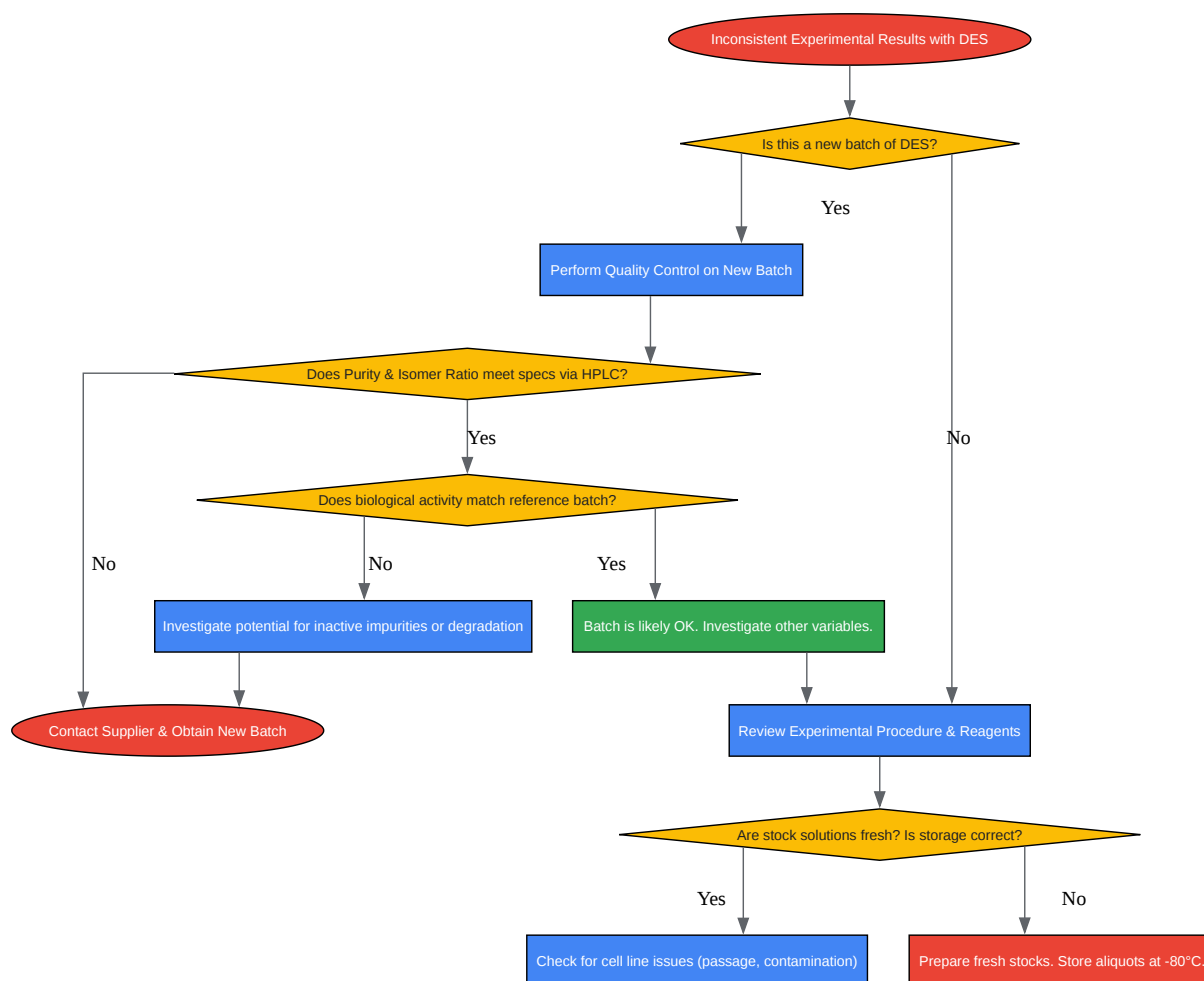 Inconsistent Experimental Results with DES
Is this a new batch of DES?
Yes
Perform Quality Control on New Batch
Does Purity & Isomer Ratio meet specs via HPLC?
Yes
No
Does biological activity match reference batch?
No
No
Yes
Investigate potential for inactive impurities or degradation
Batch is likely OK. Investigate other variables.
Contact Supplier & Obtain New Batch
Review Experimental Procedure & Reagents
Are stock solutions fresh? Is storage correct?
Yes
No
Check for cell line issues (passage, contamination)
Prepare fresh stocks. Store aliquots at -80°C.